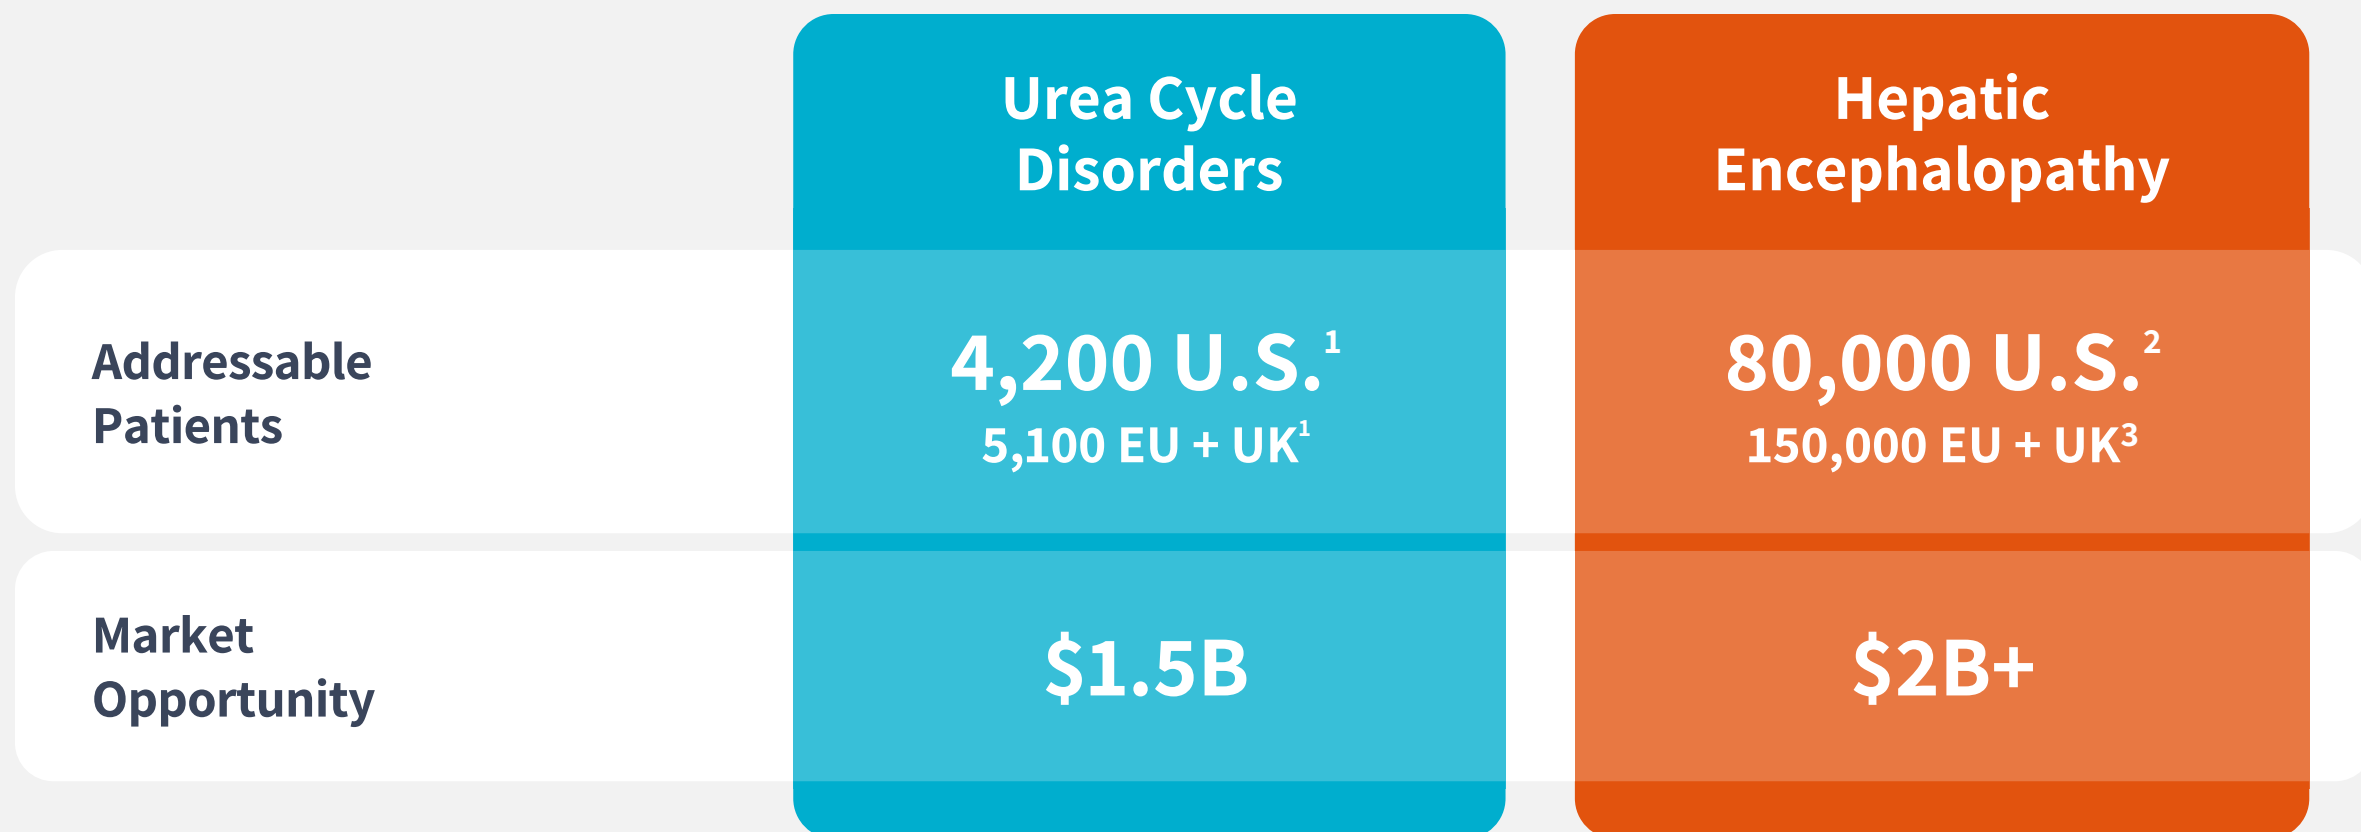 Urea Cycle
Disorders
Hepatic
Encephalopathy
Addressable
Patients
4,200 U.S.¹
5,100 EU + UK¹
80,000 U.S.²
150,000 EU + UK³
Market
Opportunity
$1.5B
$2B+